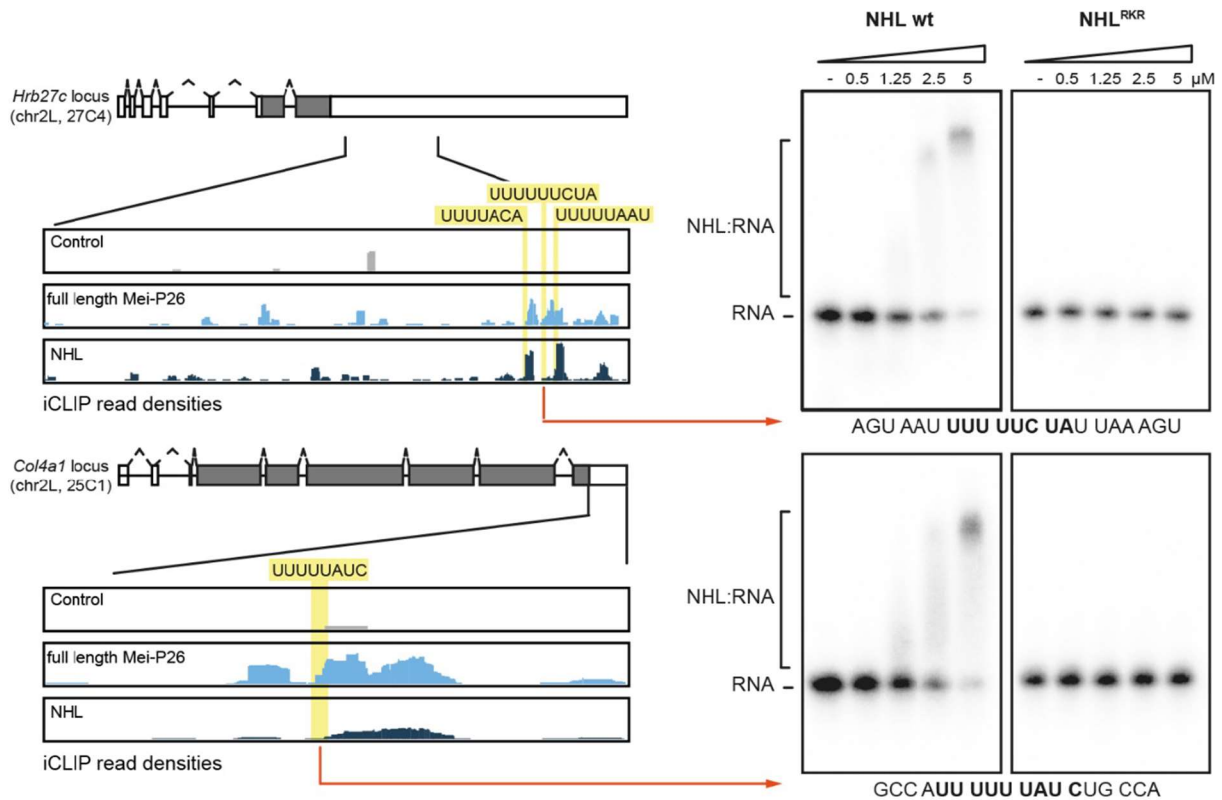 NHL wt
NHL^RKR
- 0.5 1.25 2.5 5
- 0.5 1.25 2.5 5 µM
Hrb27c locus
(chr2L, 27C4)
UUUUUUCUA
UUUUACA
UUUUUAAU
Control
full length Mei-P26
NHL
iCLIP read densities
NHL:RNA
RNA
AGU AAU UUU UUC UAU UAA AGU
Col4a1 locus
(chr2L, 25C1)
UUUUUAUC
Control
full length Mei-P26
NHL
iCLIP read densities
NHL:RNA
RNA
GCC AUU UUU UAU CUG CCA